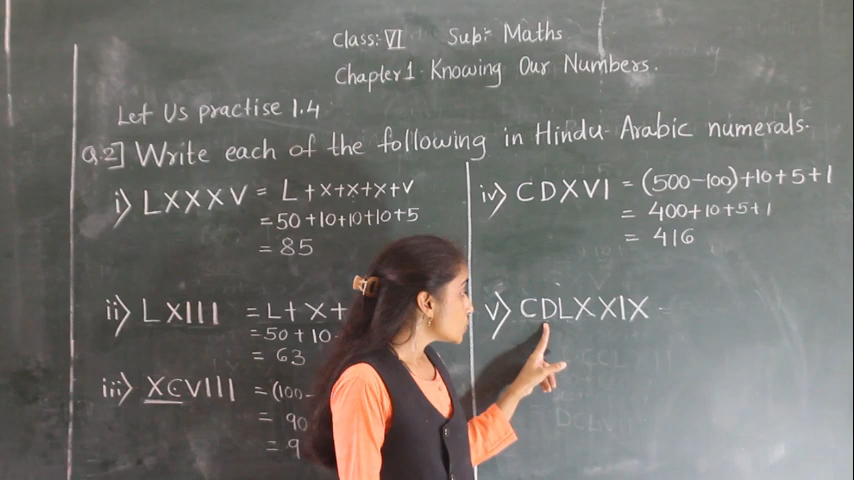 Class: VI Sub:- Maths
Chapter 1. Knowing Our Numbers.
Let Us practise 1.4
Q.2] Write each of the following in Hindu-Arabic numerals.
i) LXXXV = L+X+X+X+V
= 50+10+10+10+5
= 85
ii) LXIII = L+ X+
= 50 + 10
= 63
iii) XCVIII = (100-
= 90
= 9
iv) CDXVI = (500-100)+10+5+1
= 400+10+5+1
= 416
v) CDLXXIX